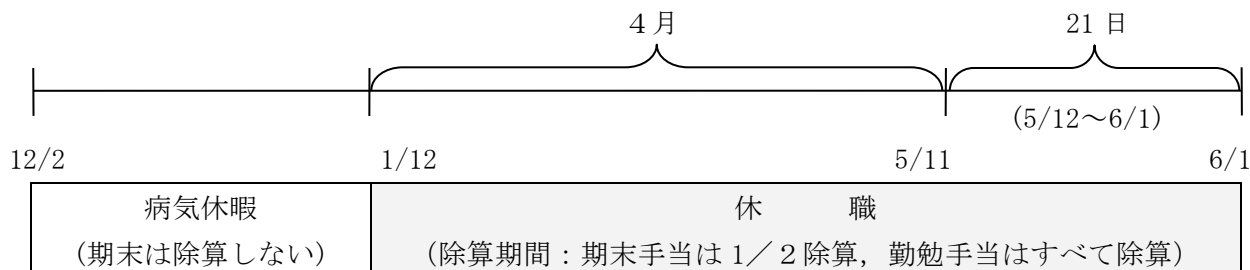 ４月 21 日
(5/12～6/1)
12/2 1/12 5/11 6/1
病気休暇 休　　職
（期末は除算しない） （除算期間：期末手当は 1／２除算，勤勉手当はすべて除算）